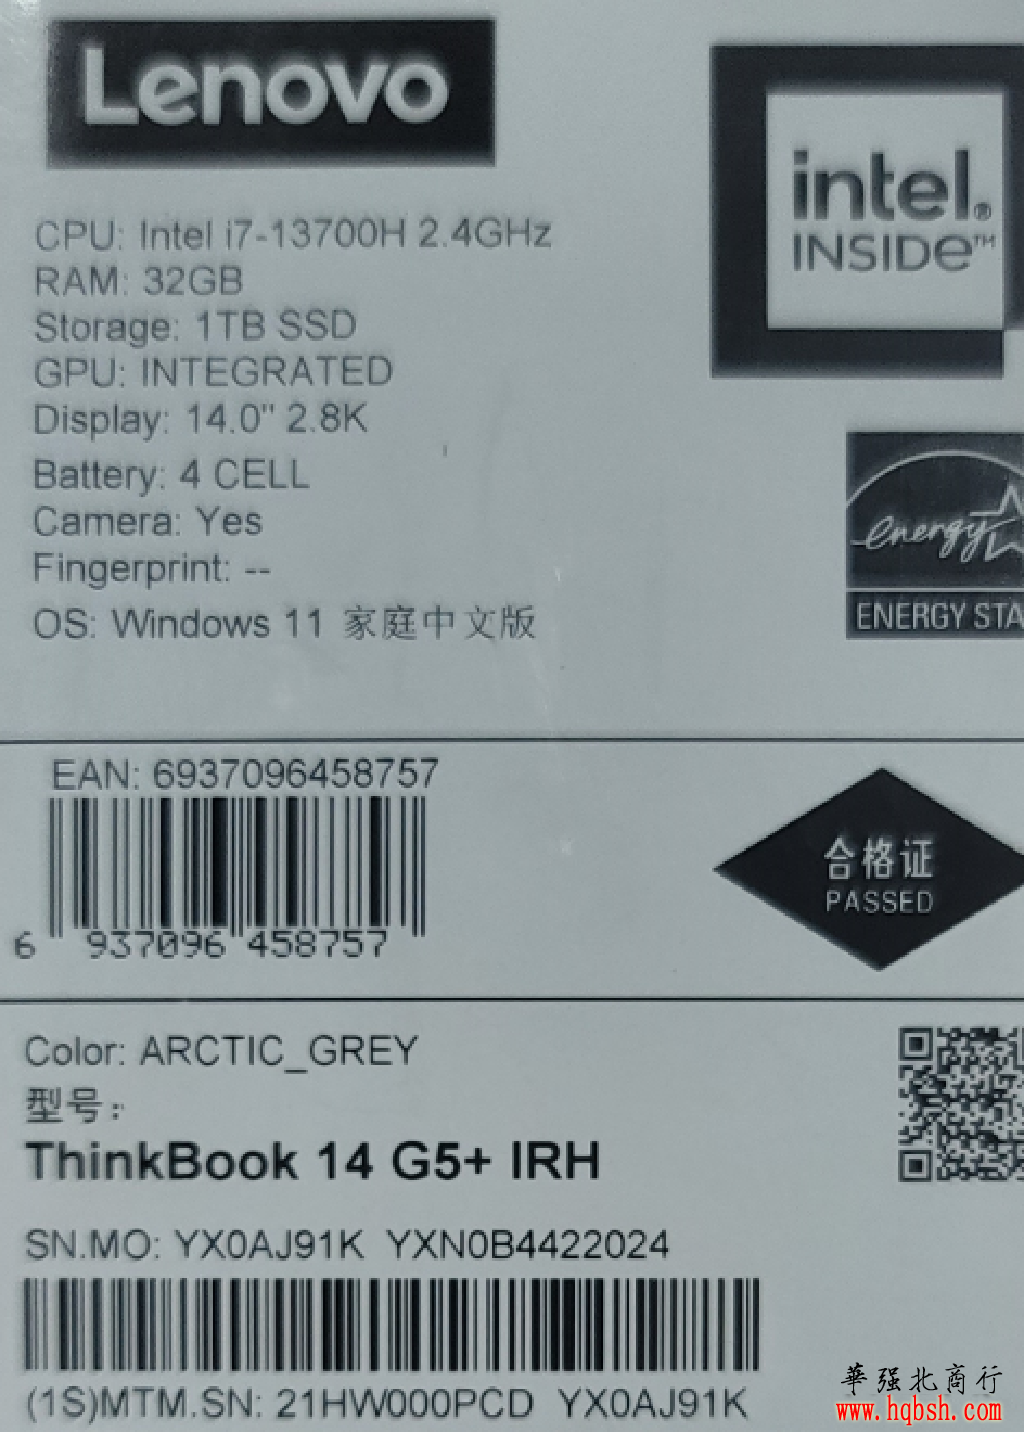 Lenovo
intel®
INSIDE™
CPU: Intel i7-13700H 2.4GHz
RAM: 32GB
Storage: 1TB SSD
GPU: INTEGRATED
Display: 14.0" 2.8K
Battery: 4 CELL
Camera: Yes
Fingerprint: --
OS: Windows 11 家庭中文版
energy
ENERGY STA
EAN: 6937096458757
6 937096 458757
合格证
PASSED
Color: ARCTIC_GREY
型号:
ThinkBook 14 G5+ IRH
SN.MO: YX0AJ91K YXN0B4422024
(1S)MTM.SN: 21HW000PCD YX0AJ91K
華强北商行
www.hqbsh.com